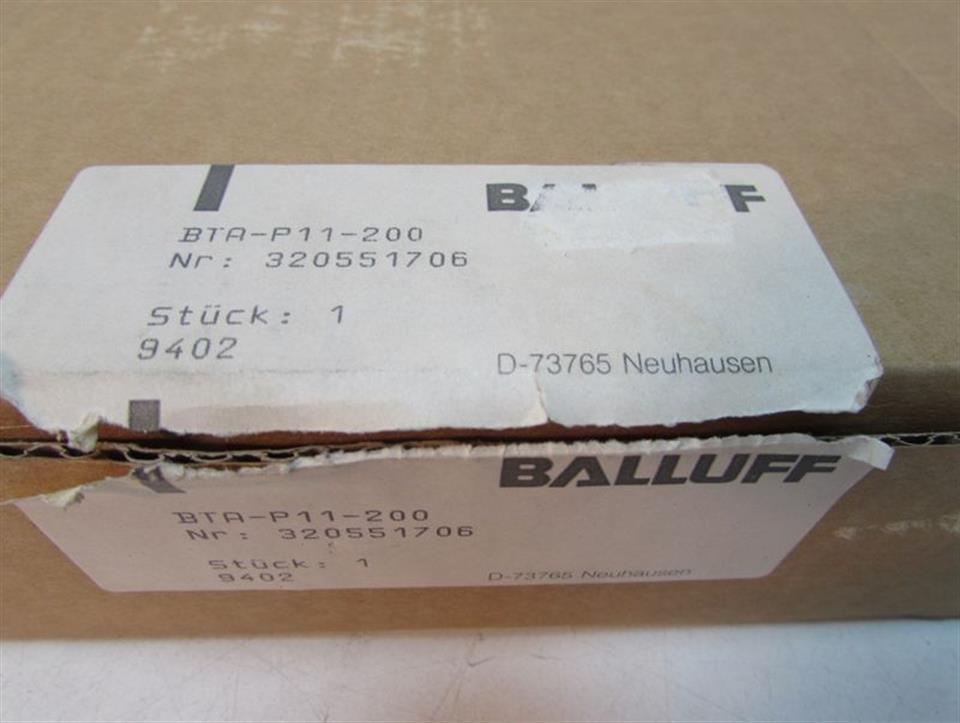 BALLUFF
BTA-P11-200
Nr: 320551706
Stück: 1
9402
D-73765 Neuhausen
BALLUFF
BTA-P11-200
Nr: 320551706
Stück: 1
9402
D-73765 Neuhausen